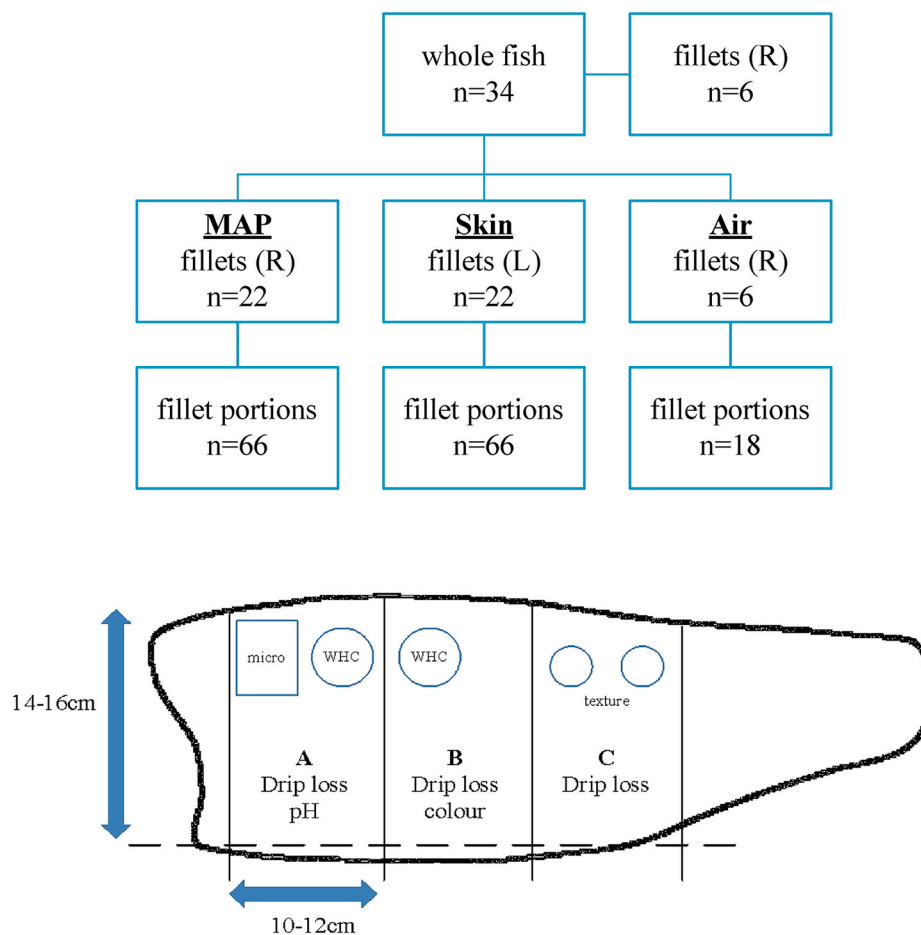 whole fish
n=34
fillets (R)
n=6
MAP
fillets (R)
n=22
Skin
fillets (L)
n=22
Air
fillets (R)
n=6
fillet portions
n=66
fillet portions
n=66
fillet portions
n=18
14-16cm
micro
WHC
WHC
texture
A
Drip loss
pH
B
Drip loss
colour
C
Drip loss
10-12cm